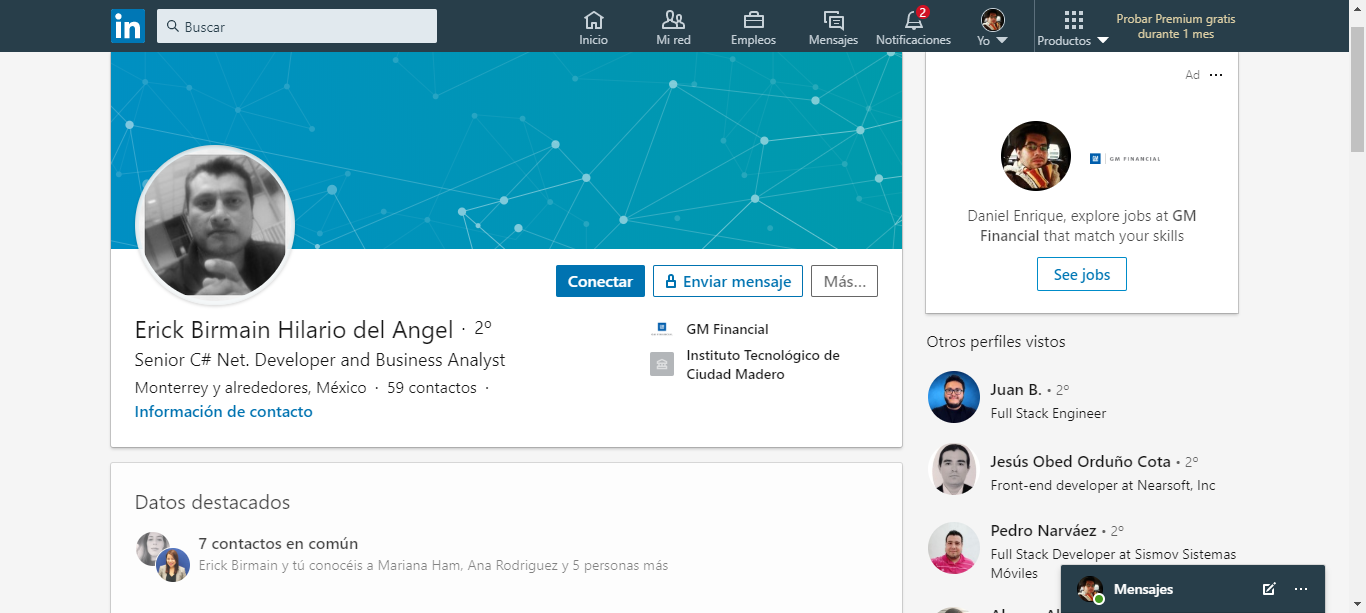 in
Buscar
Inicio
Mi red
Empleos
Mensajes
2
Notificaciones
Yo
Productos
Probar Premium gratis
durante 1 mes
Conectar
Enviar mensaje
Más...
Erick Birmain Hilario del Angel · 2º
Senior C# Net. Developer and Business Analyst
Monterrey y alrededores, México · 59 contactos ·
Información de contacto
GM Financial
Instituto Tecnológico de
Ciudad Madero
Datos destacados
7 contactos en común
Erick Birmain y tú conocéis a Mariana Ham, Ana Rodriguez y 5 personas más
Ad ···
GM FINANCIAL
Daniel Enrique, explore jobs at GM
Financial that match your skills
See jobs
Otros perfiles vistos
Juan B. • 2º
Full Stack Engineer
Jesús Obed Orduño Cota • 2º
Front-end developer at Nearsoft, Inc
Pedro Narváez • 2º
Full Stack Developer at Sismov Sistemas
Móviles
Mensajes